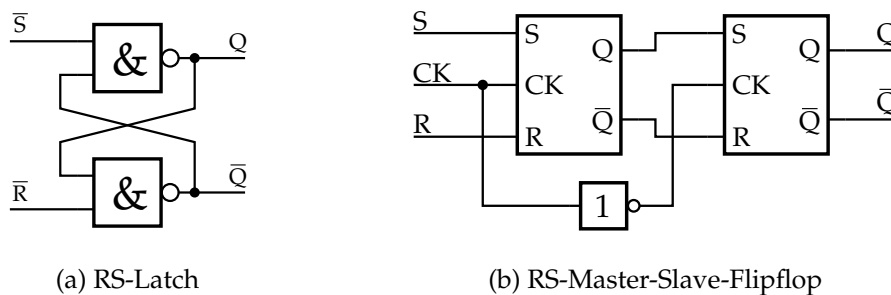 S̅
& Q
R̅
& Q̅
(a) RS-Latch
S S Q S Q Q
CK CK CK
R Q̅ R Q̅ R Q̅
1
(b) RS-Master-Slave-Flipflop